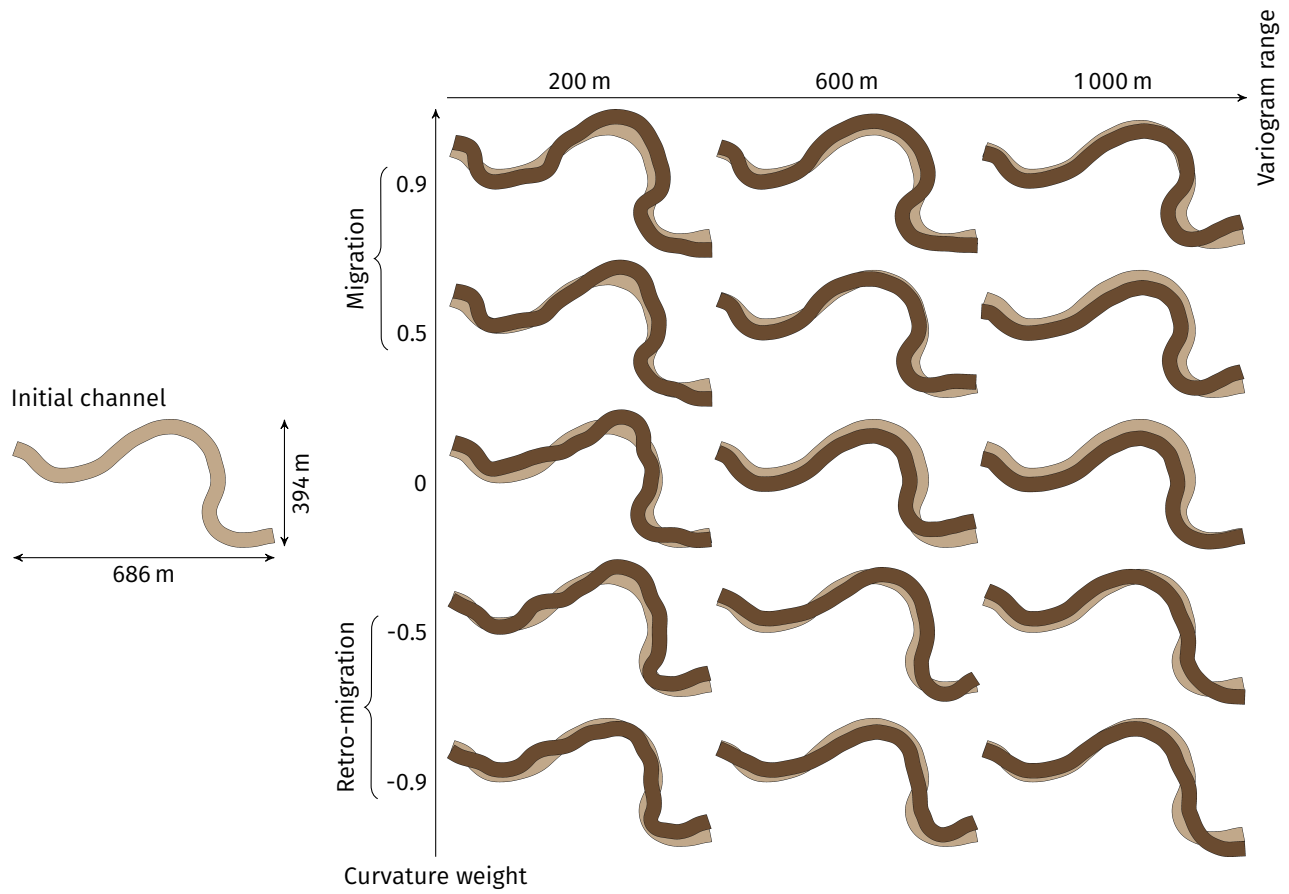 Variogram range
200 m
600 m
1 000 m
0.9
Migration
0.5
Initial channel
394 m
0
686 m
-0.5
Retro-migration
-0.9
Curvature weight